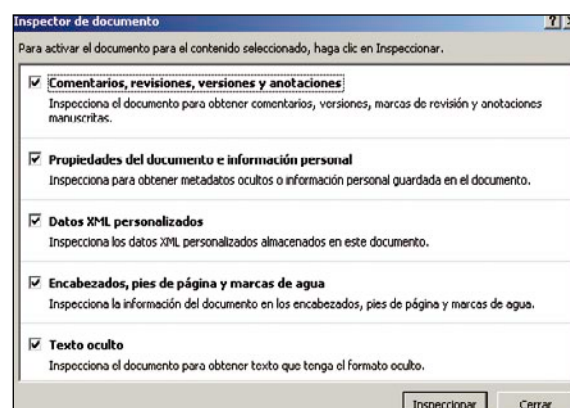 Inspector de documento
Para activar el documento para el contenido seleccionado, haga clic en Inspeccionar.
Comentarios, revisiones, versiones y anotaciones
Inspecciona el documento para obtener comentarios, versiones, marcas de revisión y anotaciones
manuscritas.
Propiedades del documento e información personal
Inspecciona para obtener metadatos ocultos o información personal guardada en el documento.
Datos XML personalizados
Inspecciona los datos XML personalizados almacenados en este documento.
Encabezados, pies de página y marcas de agua
Inspecciona la información del documento en los encabezados, pies de página y marcas de agua.
Texto oculto
Inspecciona el documento para obtener texto que tenga el formato oculto.
Inspeccionar Cerrar